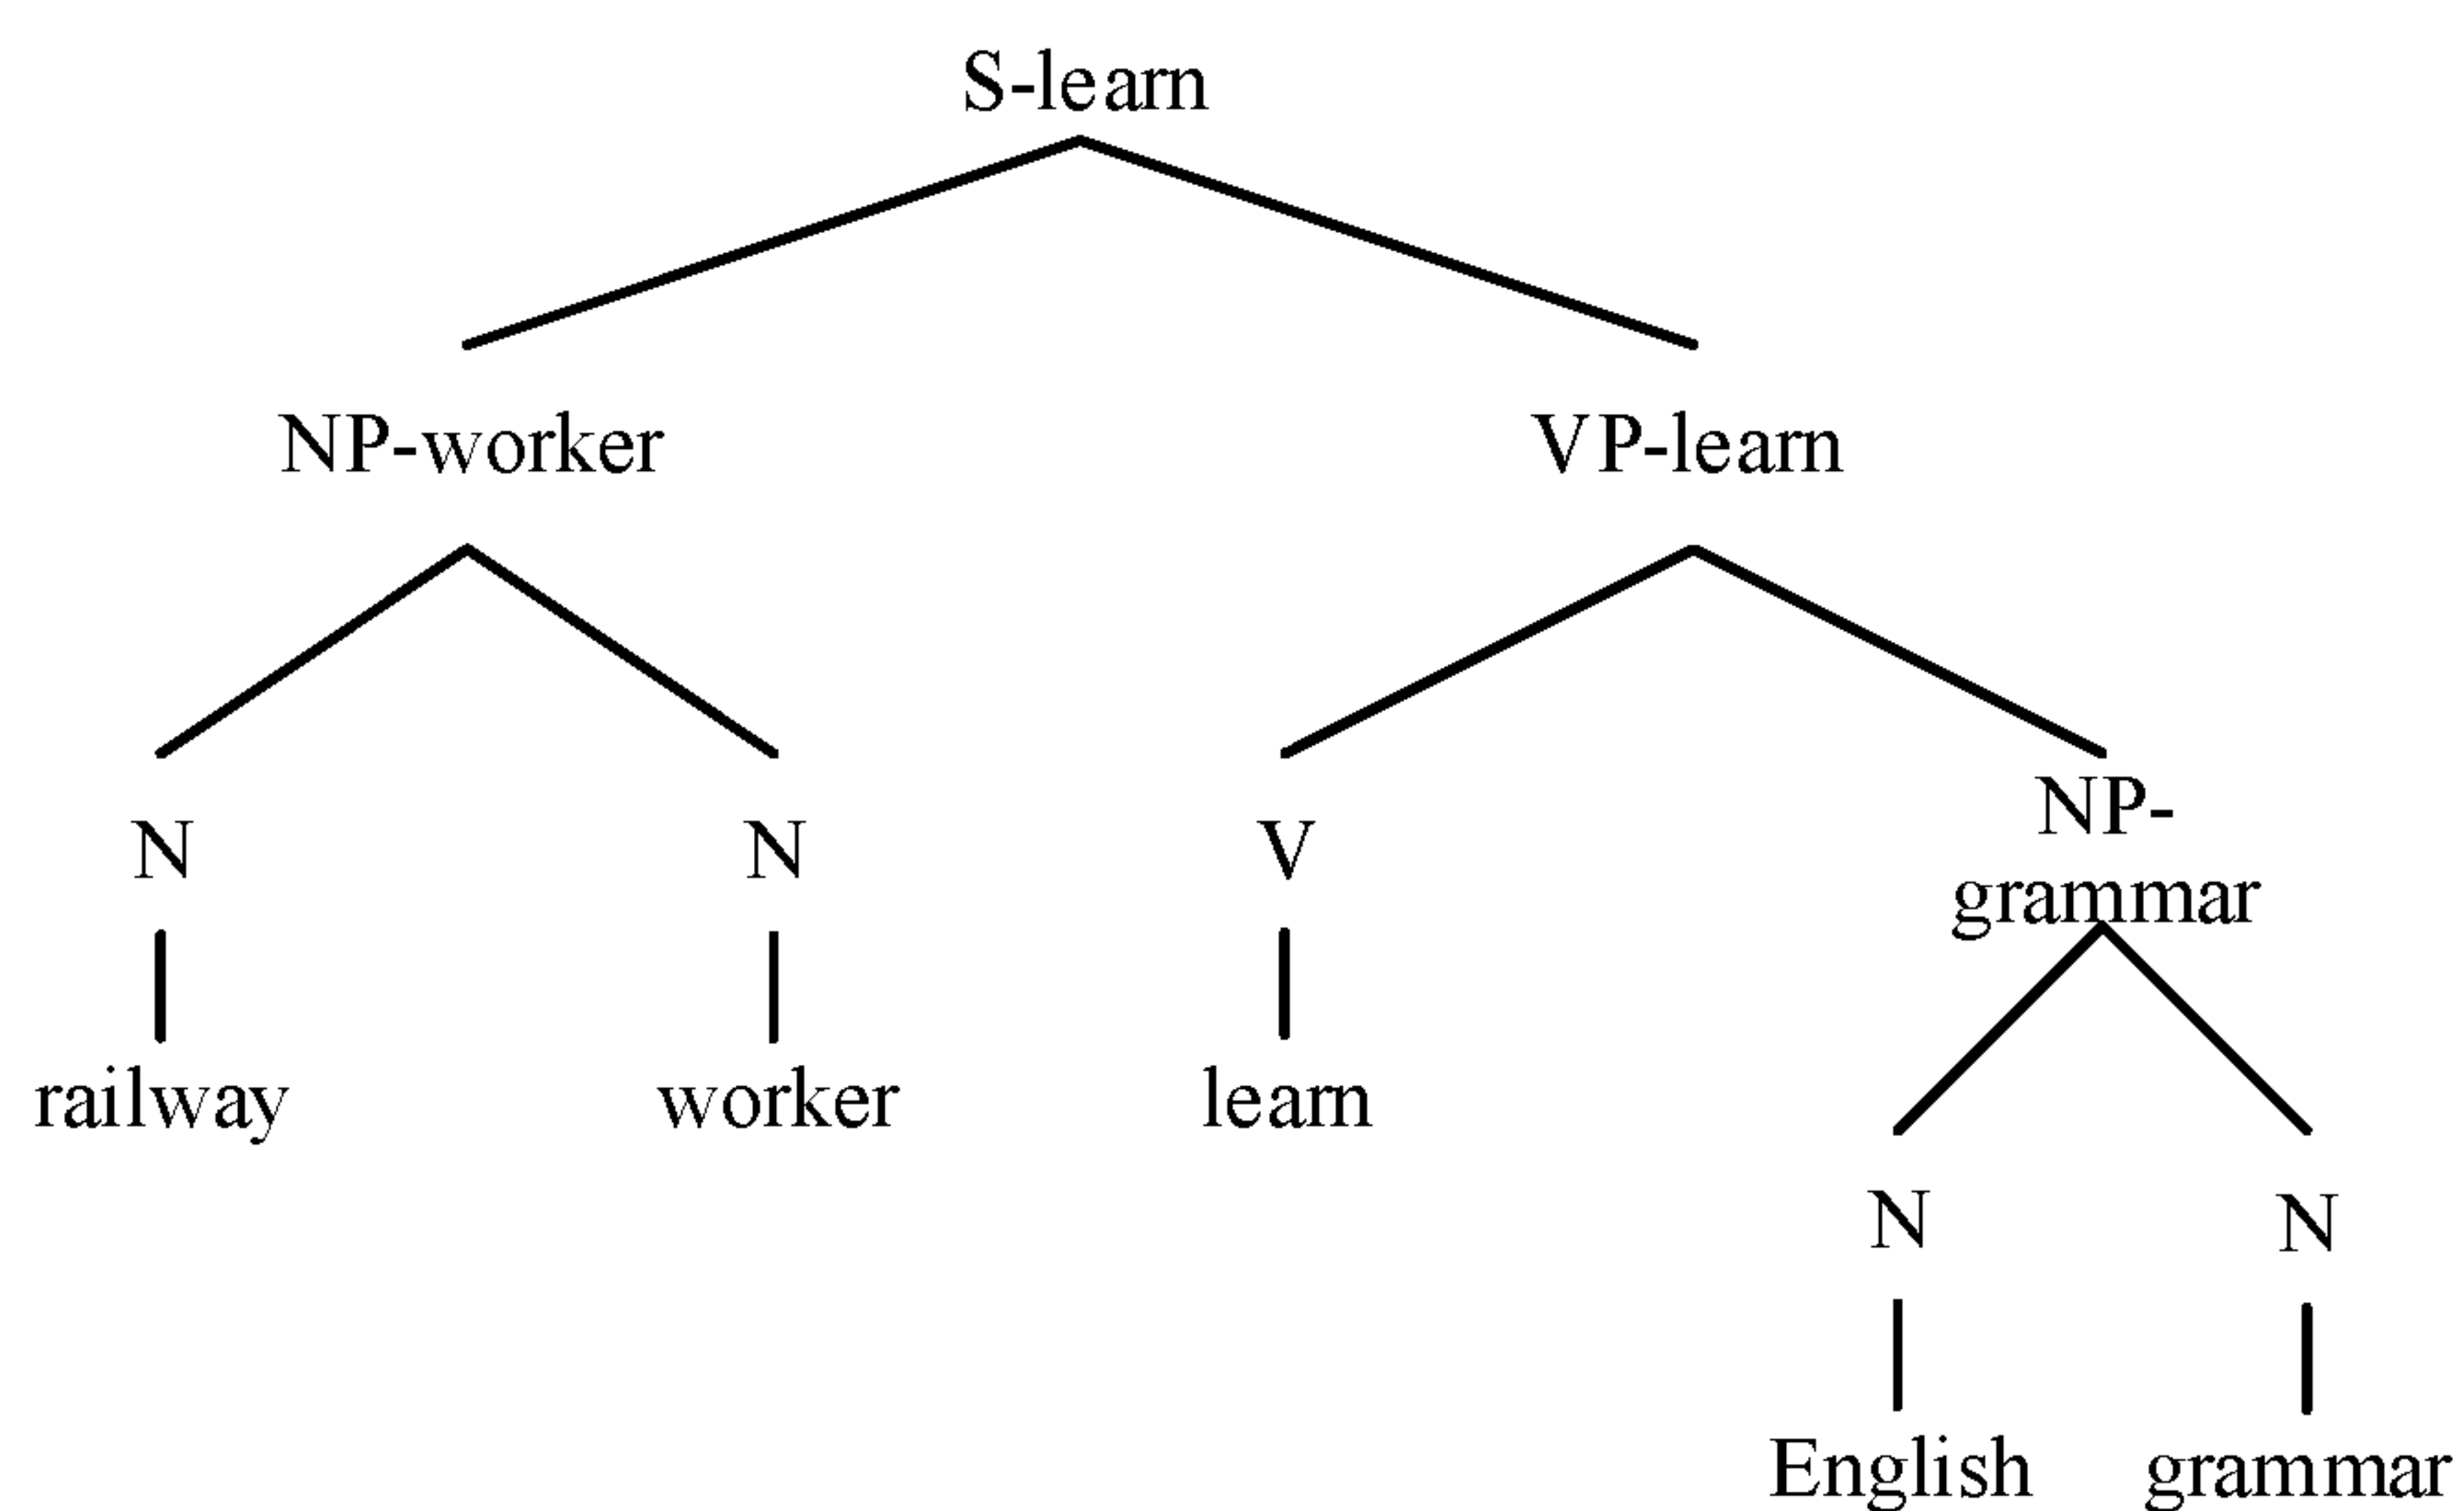 S-learn
NP-worker VP-learn
N N V NP-
grammar
railway worker learn
N N
English grammar